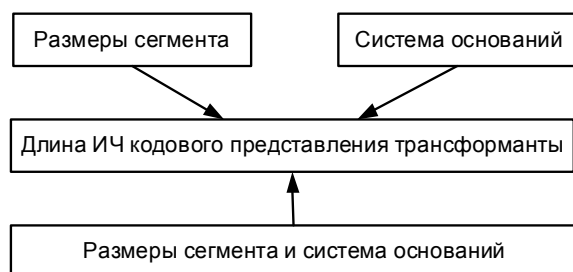 Размеры сегмента
Система оснований
Длина ИЧ кодового представления трансформанты
Размеры сегмента и система оснований